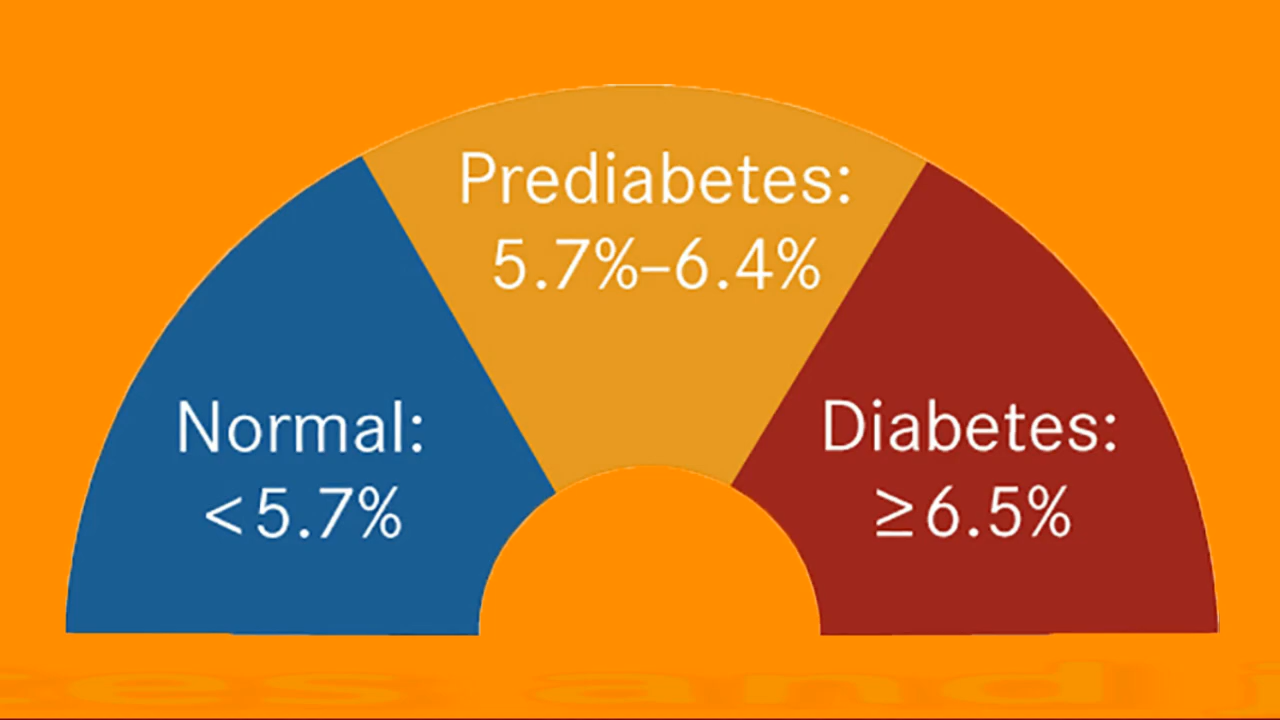 Prediabetes:
5.7%–6.4%
Normal:
<5.7%
Diabetes:
≥6.5%